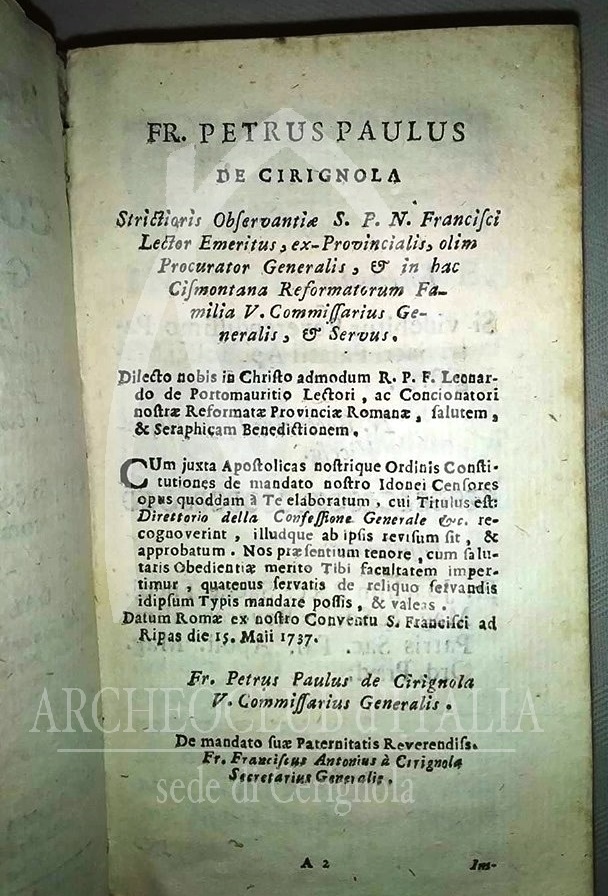 FR. PETRUS PAULUS
DE CIRIGNOLA
Strictioris Observantiæ S. P. N. Francisci
Lector Emeritus, ex-Provincialis, olim
Procurator Generalis, & in hac
Cismontana Reformatorum Fa-
milia V. Commissarius Ge-
neralis, & Servus.
Dilecto nobis in Christo admodum R. P. F. Leonar-
do de Portomauritio Lectori, ac Concionatori
nostræ Reformatæ Provinciæ Romanæ, salutem,
& Seraphicam Benedictionem.
CUm juxta Apostolicas nostrique Ordinis Consti-
tutiones de mandato nostro Idonei Censores
opus quoddam à Te elaboratum, cui Titulus est:
Directorio della Confessione Generale &c. re-
cognoverint, illudque ab ipsis revisum sit, &
approbatum. Nos præsentium tenore, cum salu-
taris Obedientiæ merito Tibi facultatem imper-
timur, quatenus servatis de reliquo servandis
idipsum Typis mandare possis, & valeas.
Datum Romæ ex nostro Conventu S. Francisci ad
Ripas die 15. Maii 1737.
Fr. Petrus Paulus de Cirignola
V. Commissarius Generalis.
ARCHEOCLUB d'ITALIA
De mandato suæ Paternitatis Reverendiss.
Fr. Franciscus Antonius à Cirignola
Secretarius Generalis.
sede di Cerignola
A 2 Im-